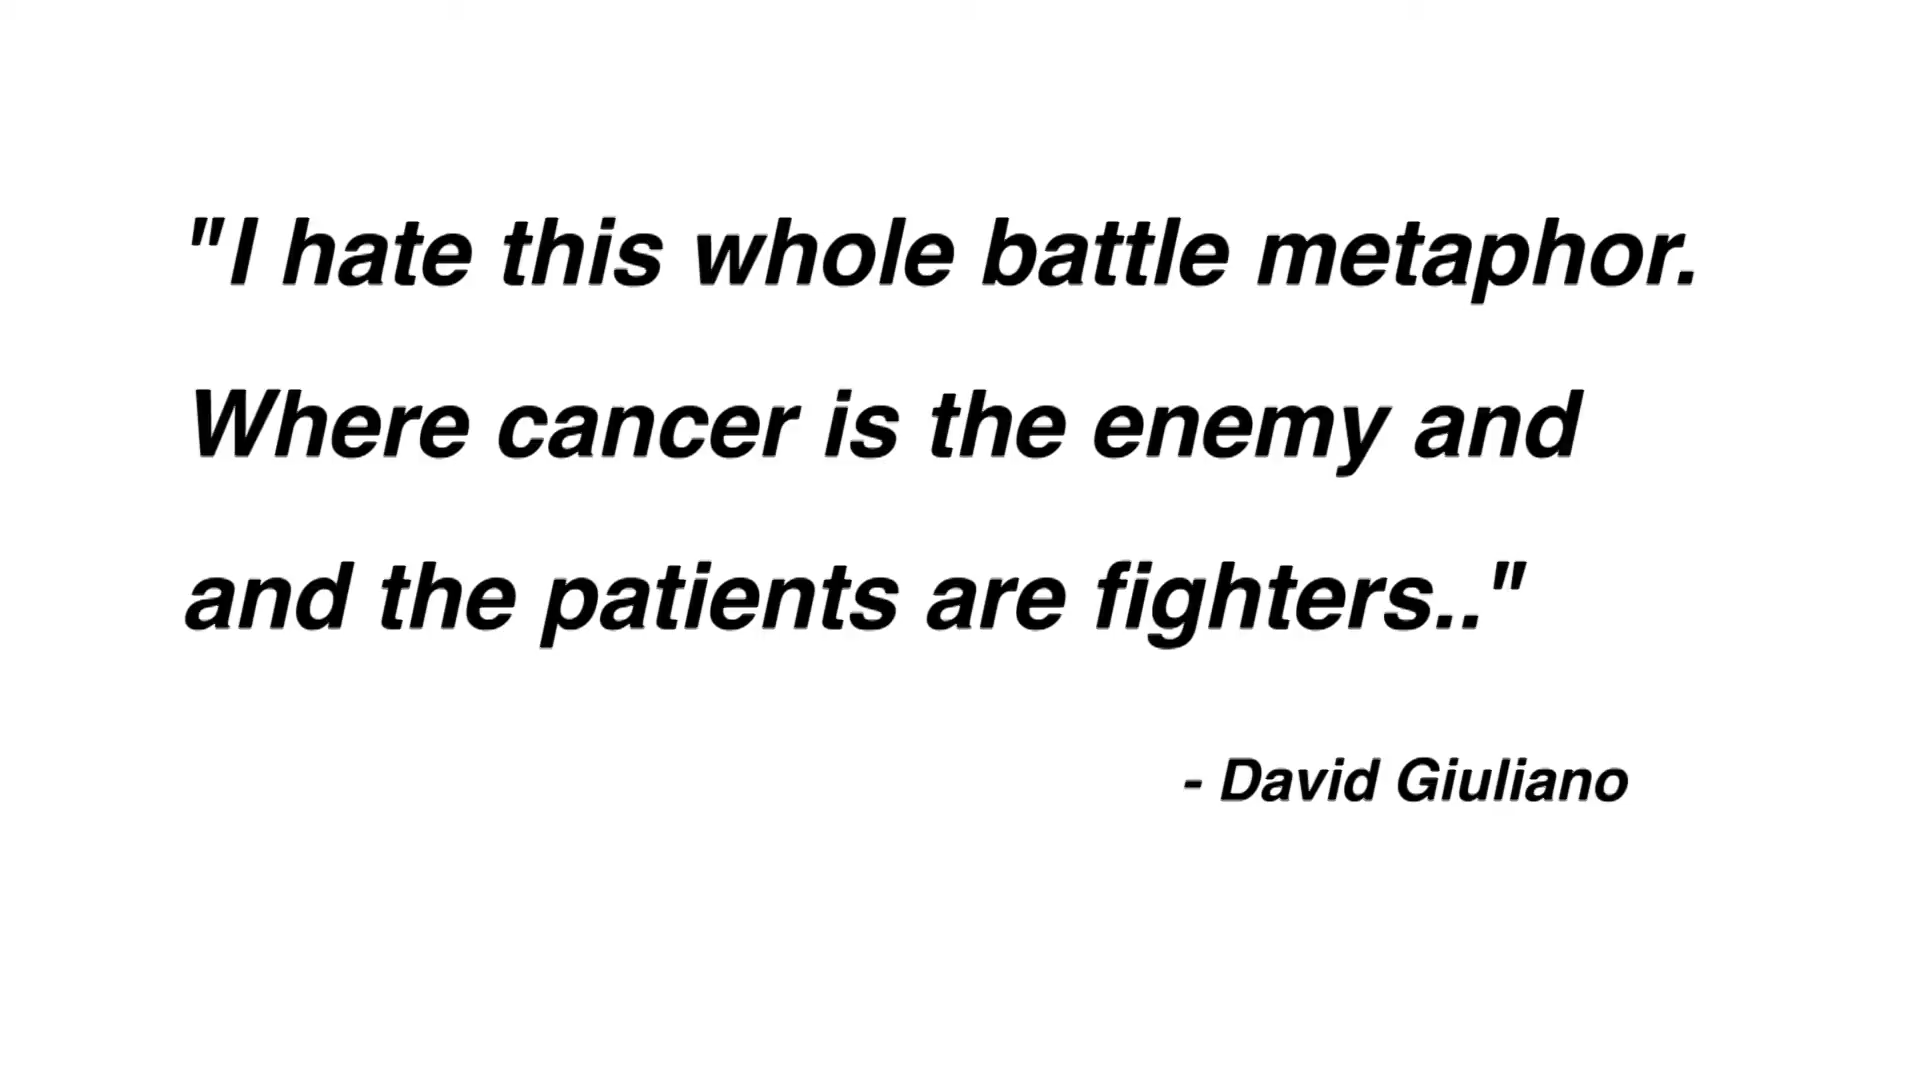 "I hate this whole battle metaphor.
Where cancer is the enemy and
and the patients are fighters.."
- David Giuliano